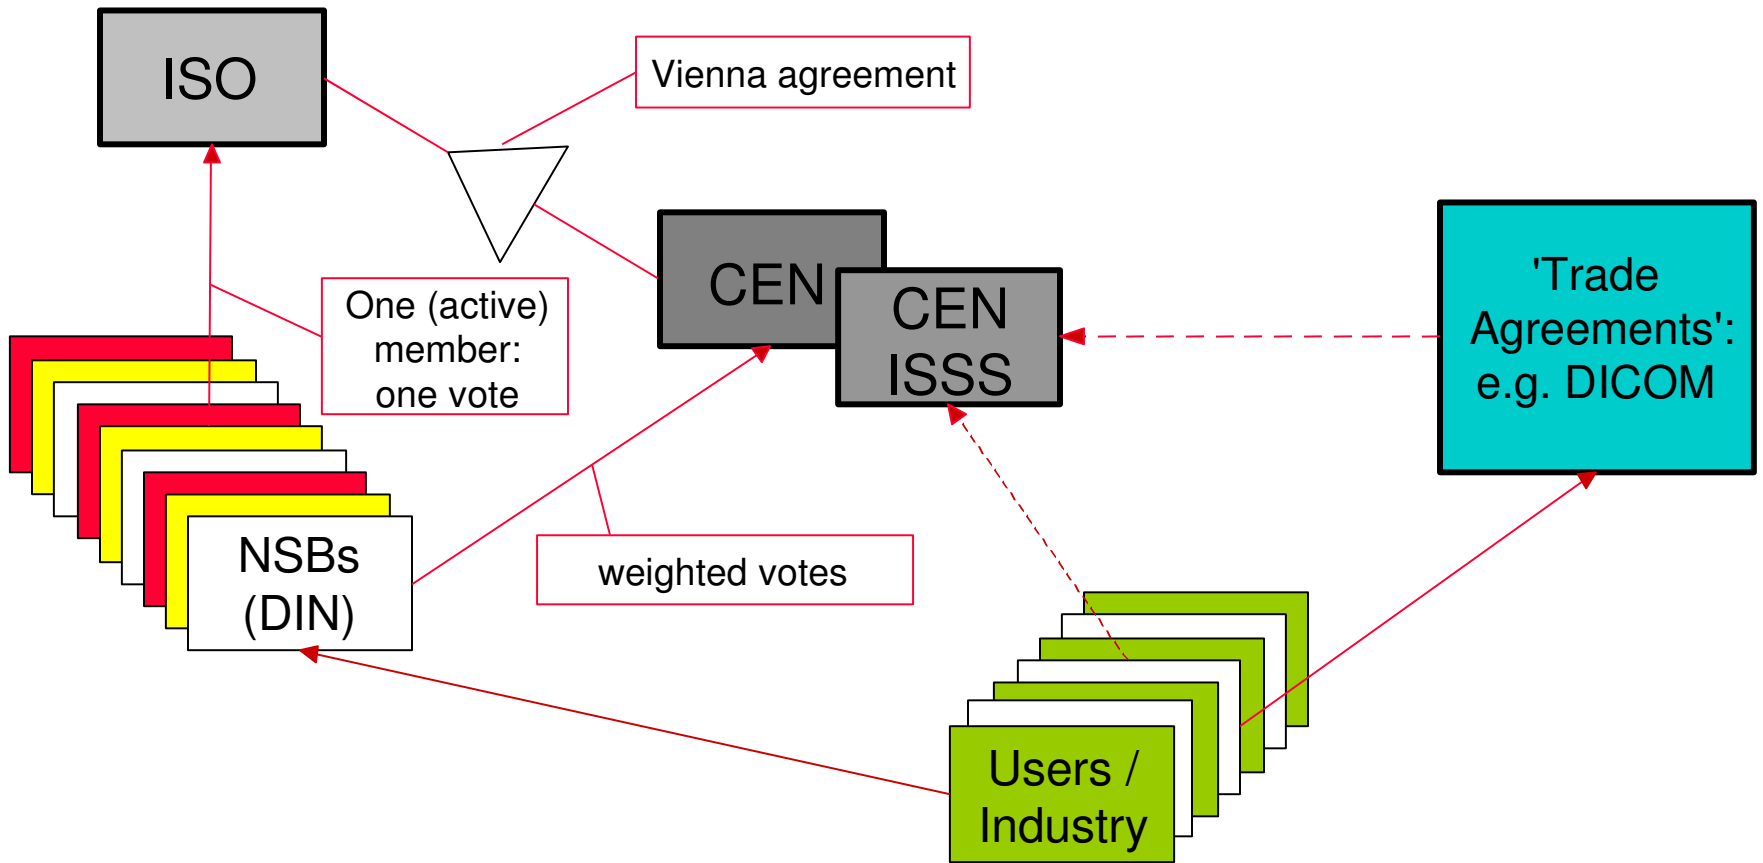 ISO
Vienna agreement
CEN
CEN
ISSS
'Trade
Agreements':
e.g. DICOM
One (active)
member:
one vote
NSBs
(DIN)
weighted votes
Users /
Industry